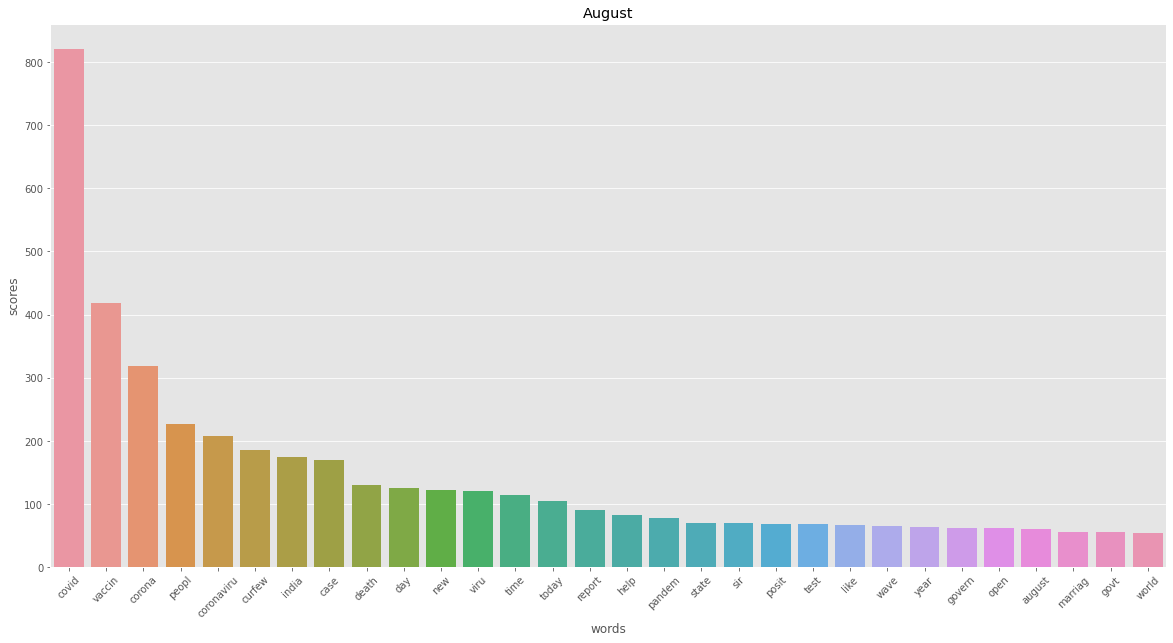 August
800
700
600
500
400
300
200
100
0
scores
covid
vaccin
corona
peopl
coronaviru
curfew
india
case
death
day
new
viru
time
today
report
help
pandem
state
sir
posit
test
like
wave
year
govern
open
august
marriag
govt
world
words